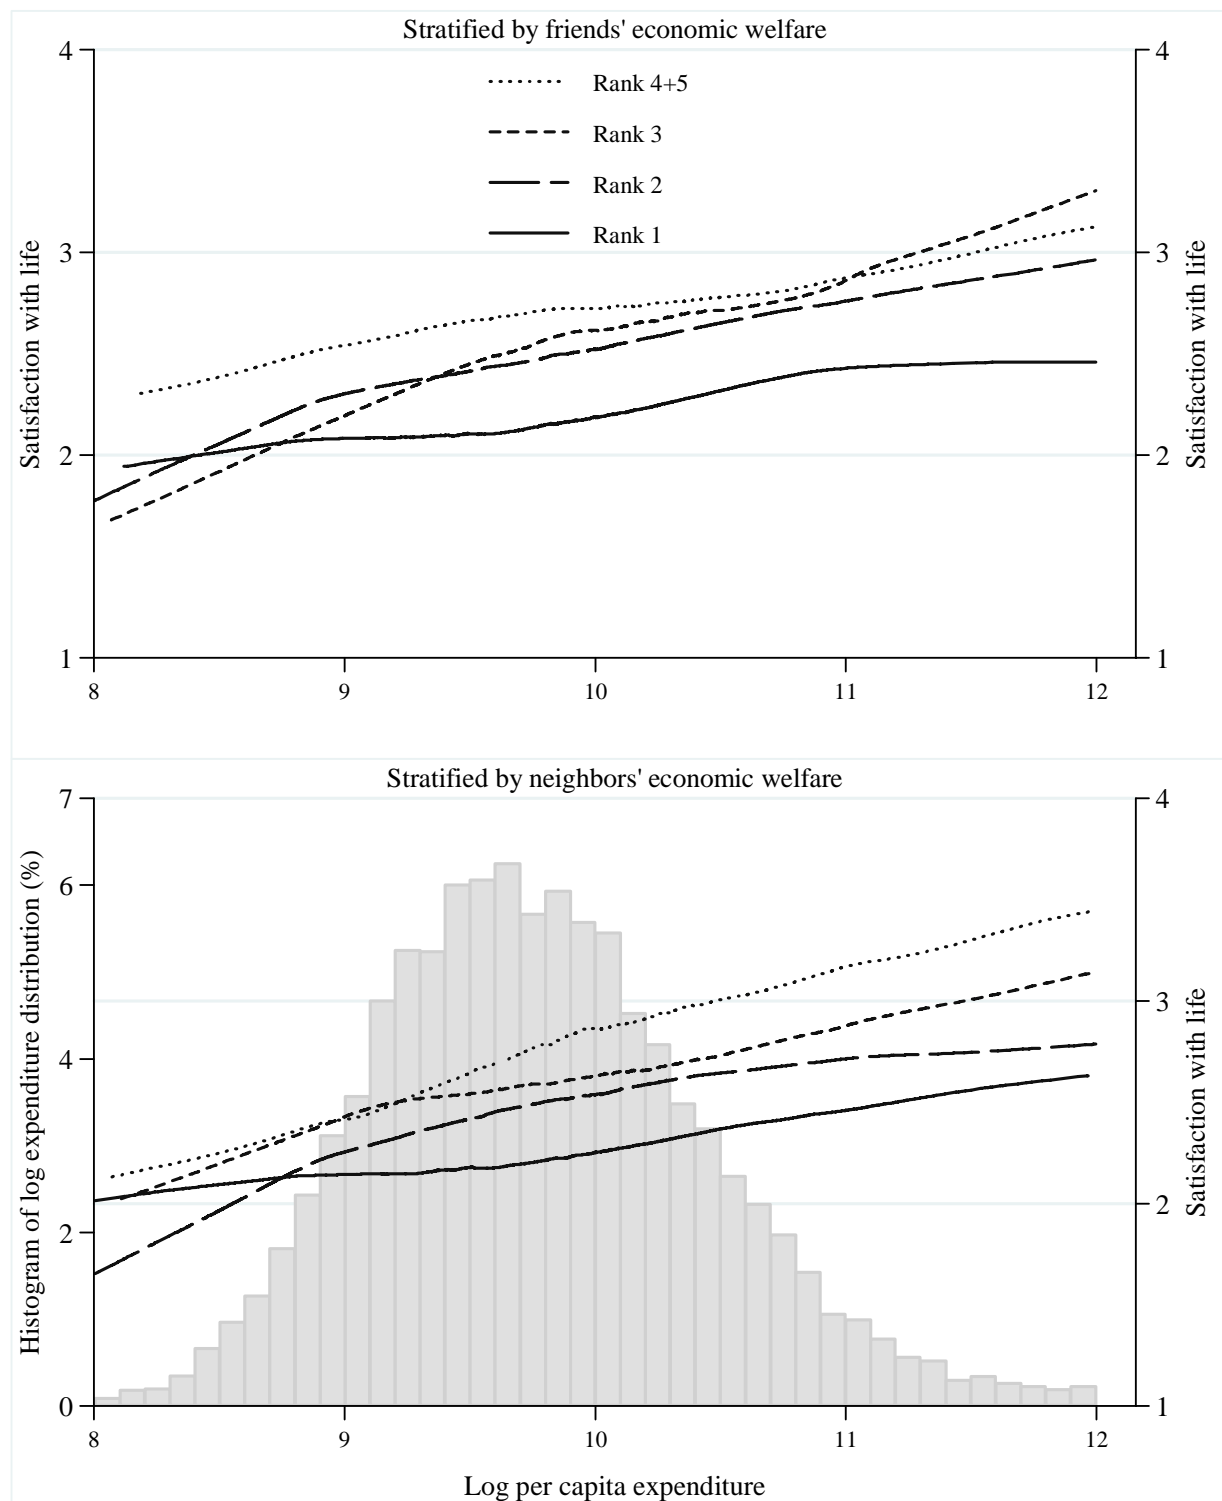 Stratified by friends' economic welfare
4
3
2
1
Satisfaction with life
Rank 4+5
Rank 3
Rank 2
Rank 1
4
3
2
1
Satisfaction with life
8 9 10 11 12
Stratified by neighbors' economic welfare
7
6
4
2
0
Histogram of log expenditure distribution (%)
4
3
2
1
Satisfaction with life
8 9 10 11 12
Log per capita expenditure